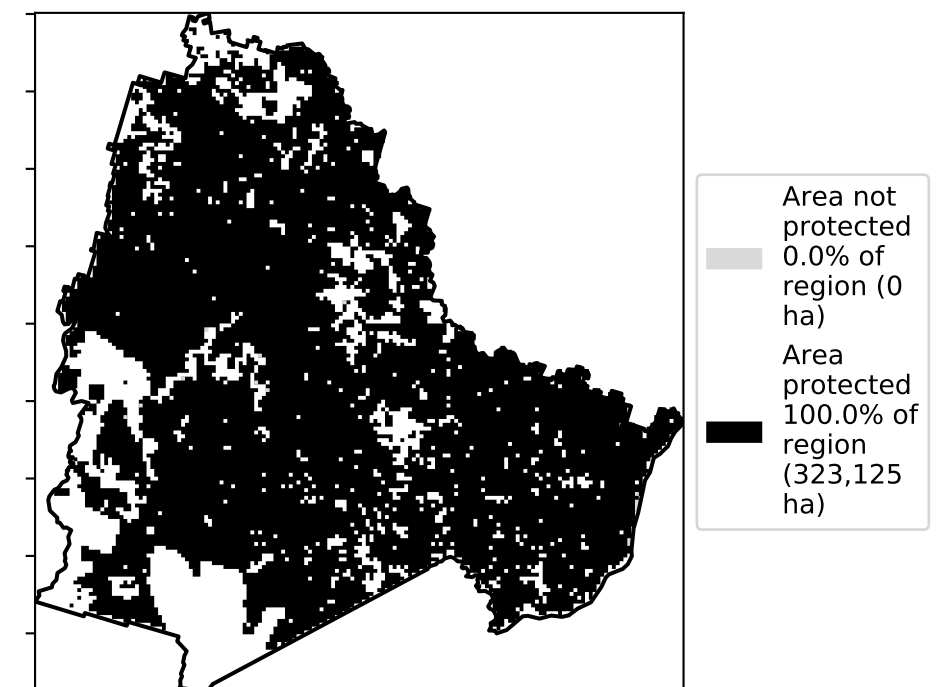 Area not
protected
0.0% of
region (0
ha)
Area
protected
100.0% of
region
(323,125
ha)